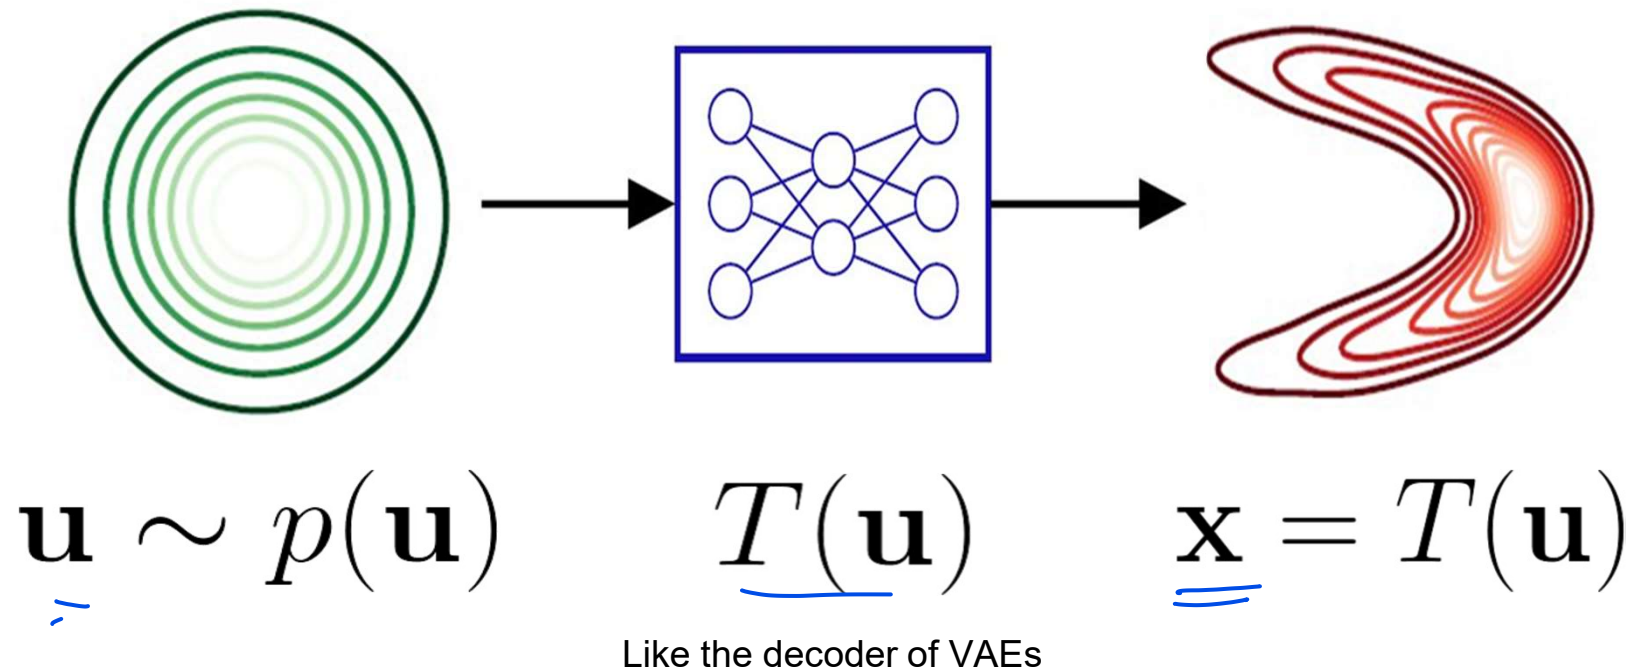 u ∼ p(u) T(u) x = T(u)
Like the decoder of VAEs